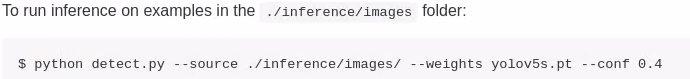 To run inference on examples in the ./inference/images folder:
$ python detect.py --source ./inference/images/ --weights yolov5s.pt --conf 0.4